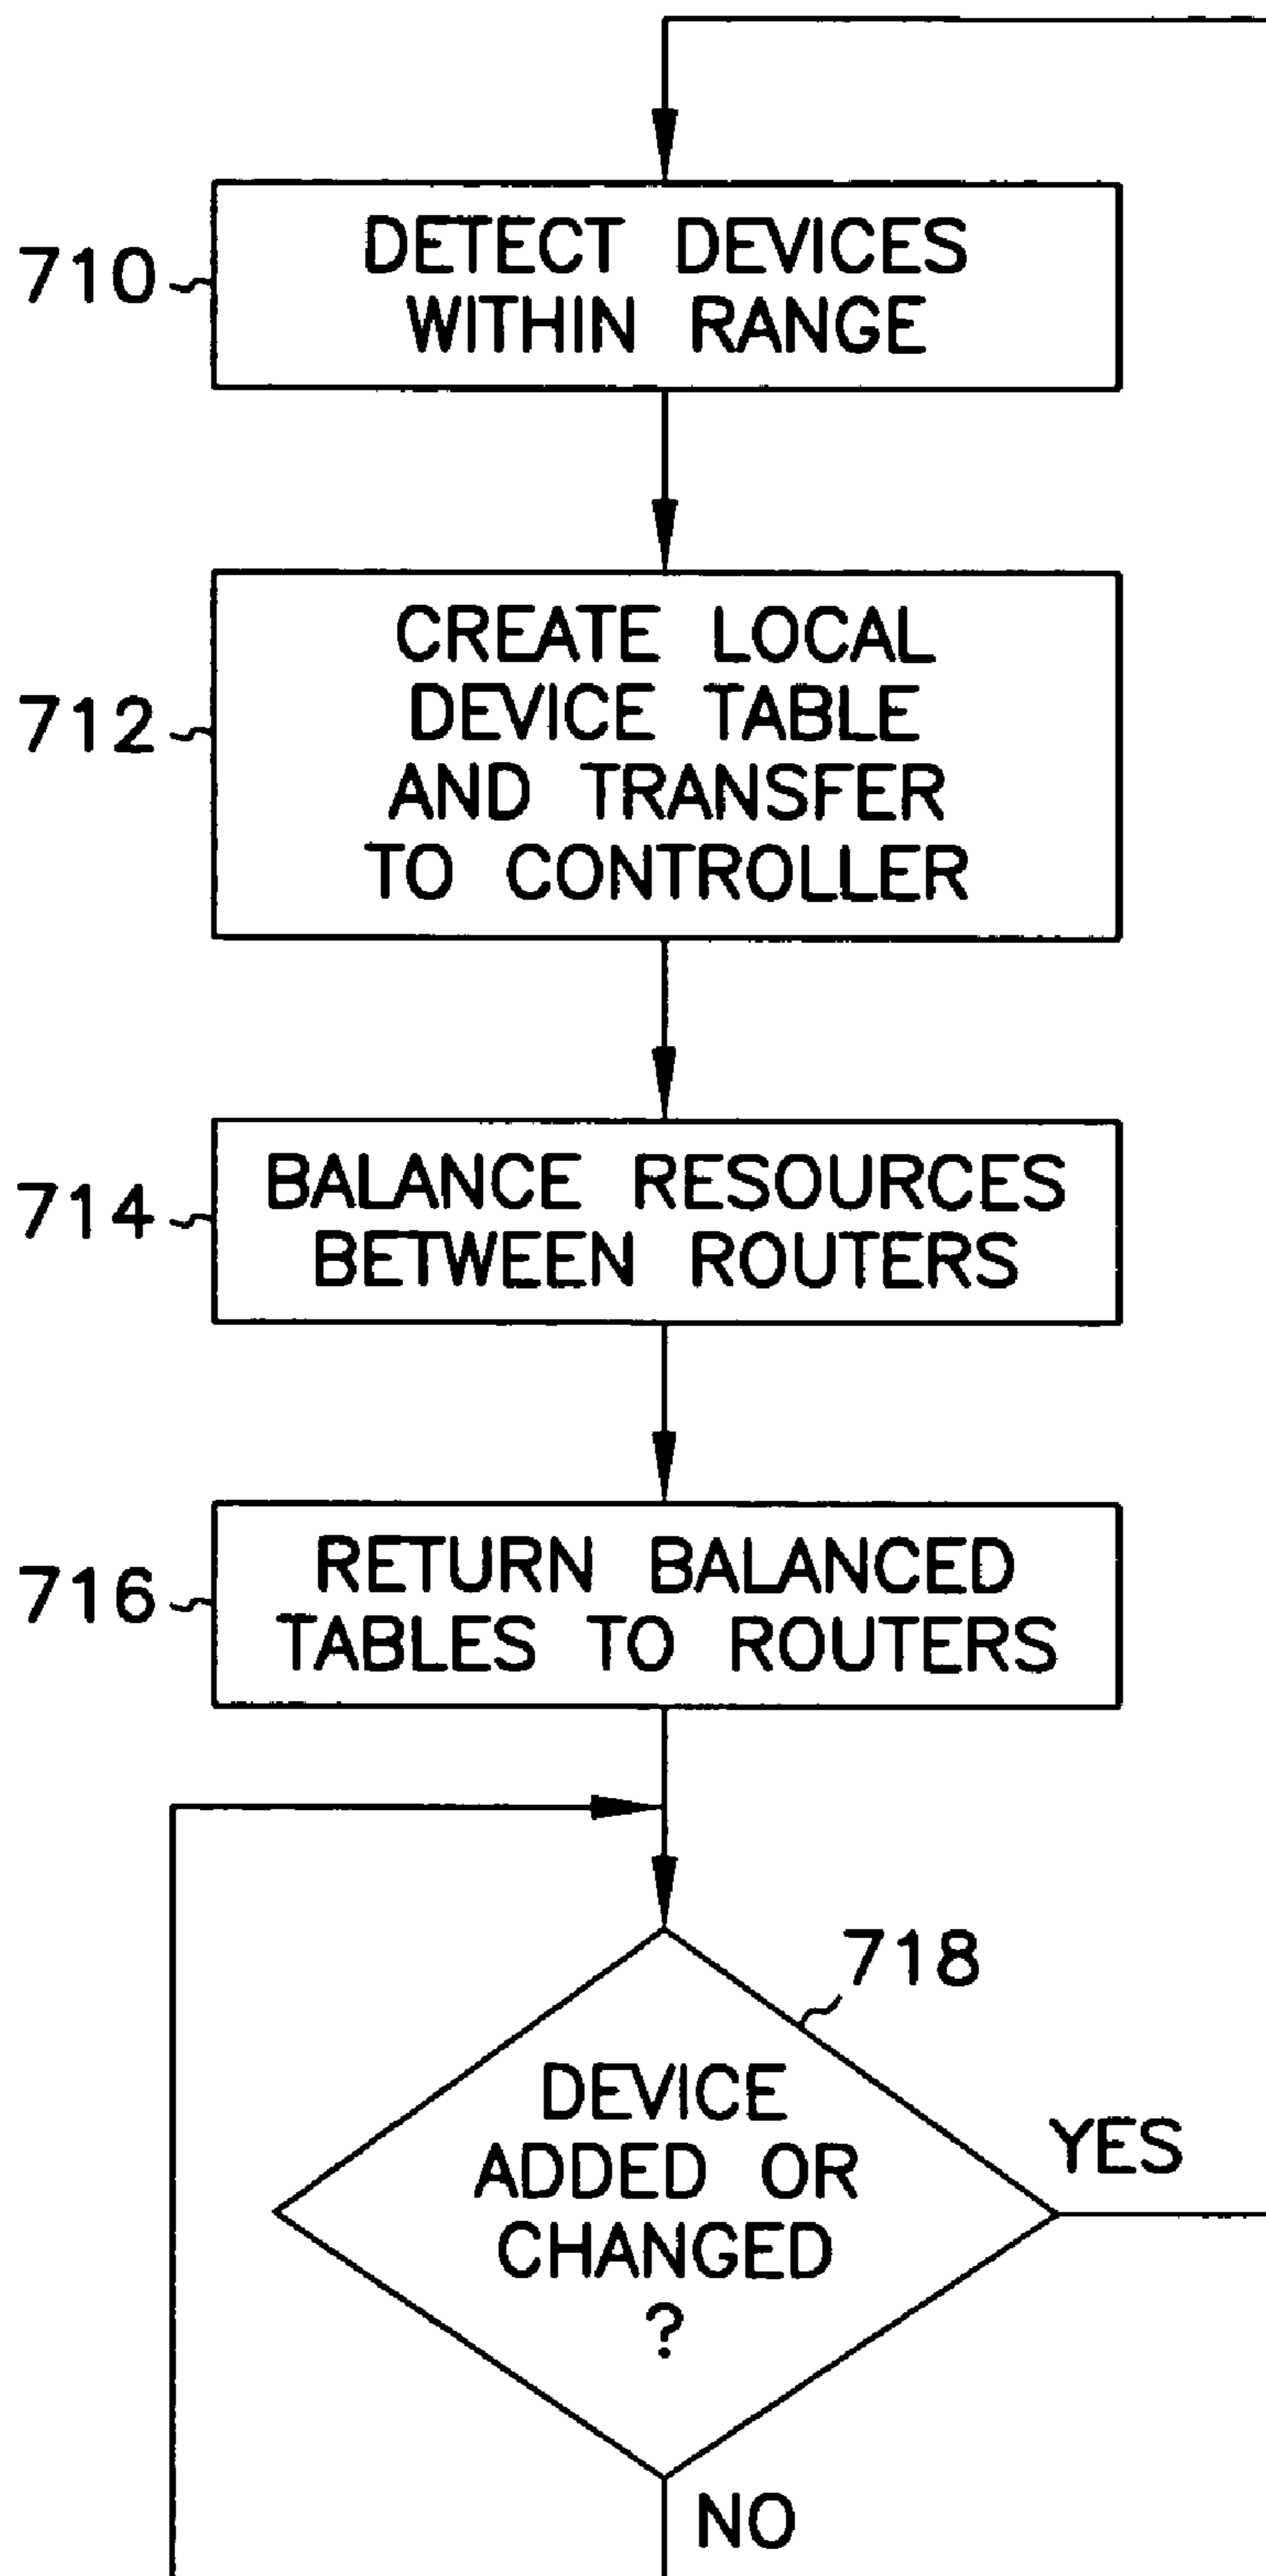 710
DETECT DEVICES
WITHIN RANGE
712
CREATE LOCAL
DEVICE TABLE
AND TRANSFER
TO CONTROLLER
714
BALANCE RESOURCES
BETWEEN ROUTERS
716
RETURN BALANCED
TABLES TO ROUTERS
718
DEVICE
ADDED OR
CHANGED
?
YES
NO